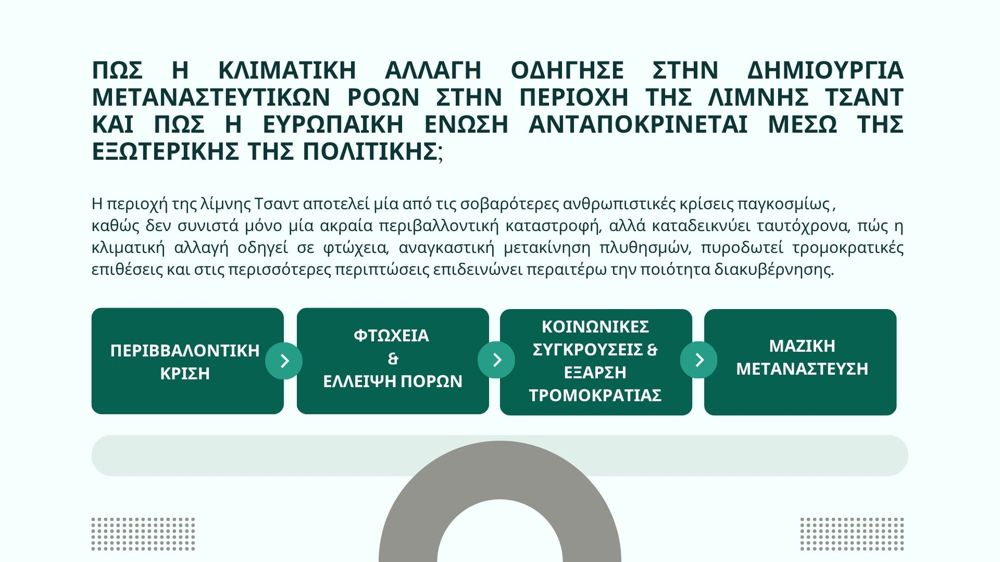 ΠΩΣ Η ΚΛΙΜΑΤΙΚΗ ΑΛΛΑΓΗ ΟΔΗΓΗΣΕ ΣΤΗΝ ΔΗΜΙΟΥΡΓΙΑ
ΜΕΤΑΝΑΣΤΕΥΤΙΚΩΝ ΡΟΩΝ ΣΤΗΝ ΠΕΡΙΟΧΗ ΤΗΣ ΛΙΜΝΗΣ ΤΣΑΝΤ
ΚΑΙ ΠΩΣ Η ΕΥΡΩΠΑΙΚΗ ΕΝΩΣΗ ΑΝΤΑΠΟΚΡΙΝΕΤΑΙ ΜΕΣΩ ΤΗΣ
ΕΞΩΤΕΡΙΚΗΣ ΤΗΣ ΠΟΛΙΤΙΚΗΣ;
Η περιοχή της λίμνης Τσαντ αποτελεί μία από τις σοβαρότερες ανθρωπιστικές κρίσεις παγκοσμίως ,
καθώς δεν συνιστά μόνο μία ακραία περιβαλλοντική καταστροφή, αλλά καταδεικνύει ταυτόχρονα, πώς η
κλιματική αλλαγή οδηγεί σε φτώχεια, αναγκαστική μετακίνηση πλυθησμών, πυροδωτεί τρομοκρατικές
επιθέσεις και στις περισσότερες περιπτώσεις επιδεινώνει περαιτέρω την ποιότητα διακυβέρνησης.
ΠΕΡΙΒΒΑΛΟΝΤΙΚΗ
ΚΡΙΣΗ
ΦΤΩΧΕΙΑ
&
ΕΛΛΕΙΨΗ ΠΟΡΩΝ
ΚΟΙΝΩΝΙΚΕΣ
ΣΥΓΚΡΟΥΣΕΙΣ &
ΕΞΑΡΣΗ
ΤΡΟΜΟΚΡΑΤΙΑΣ
ΜΑΖΙΚΗ
ΜΕΤΑΝΑΣΤΕΥΣΗ